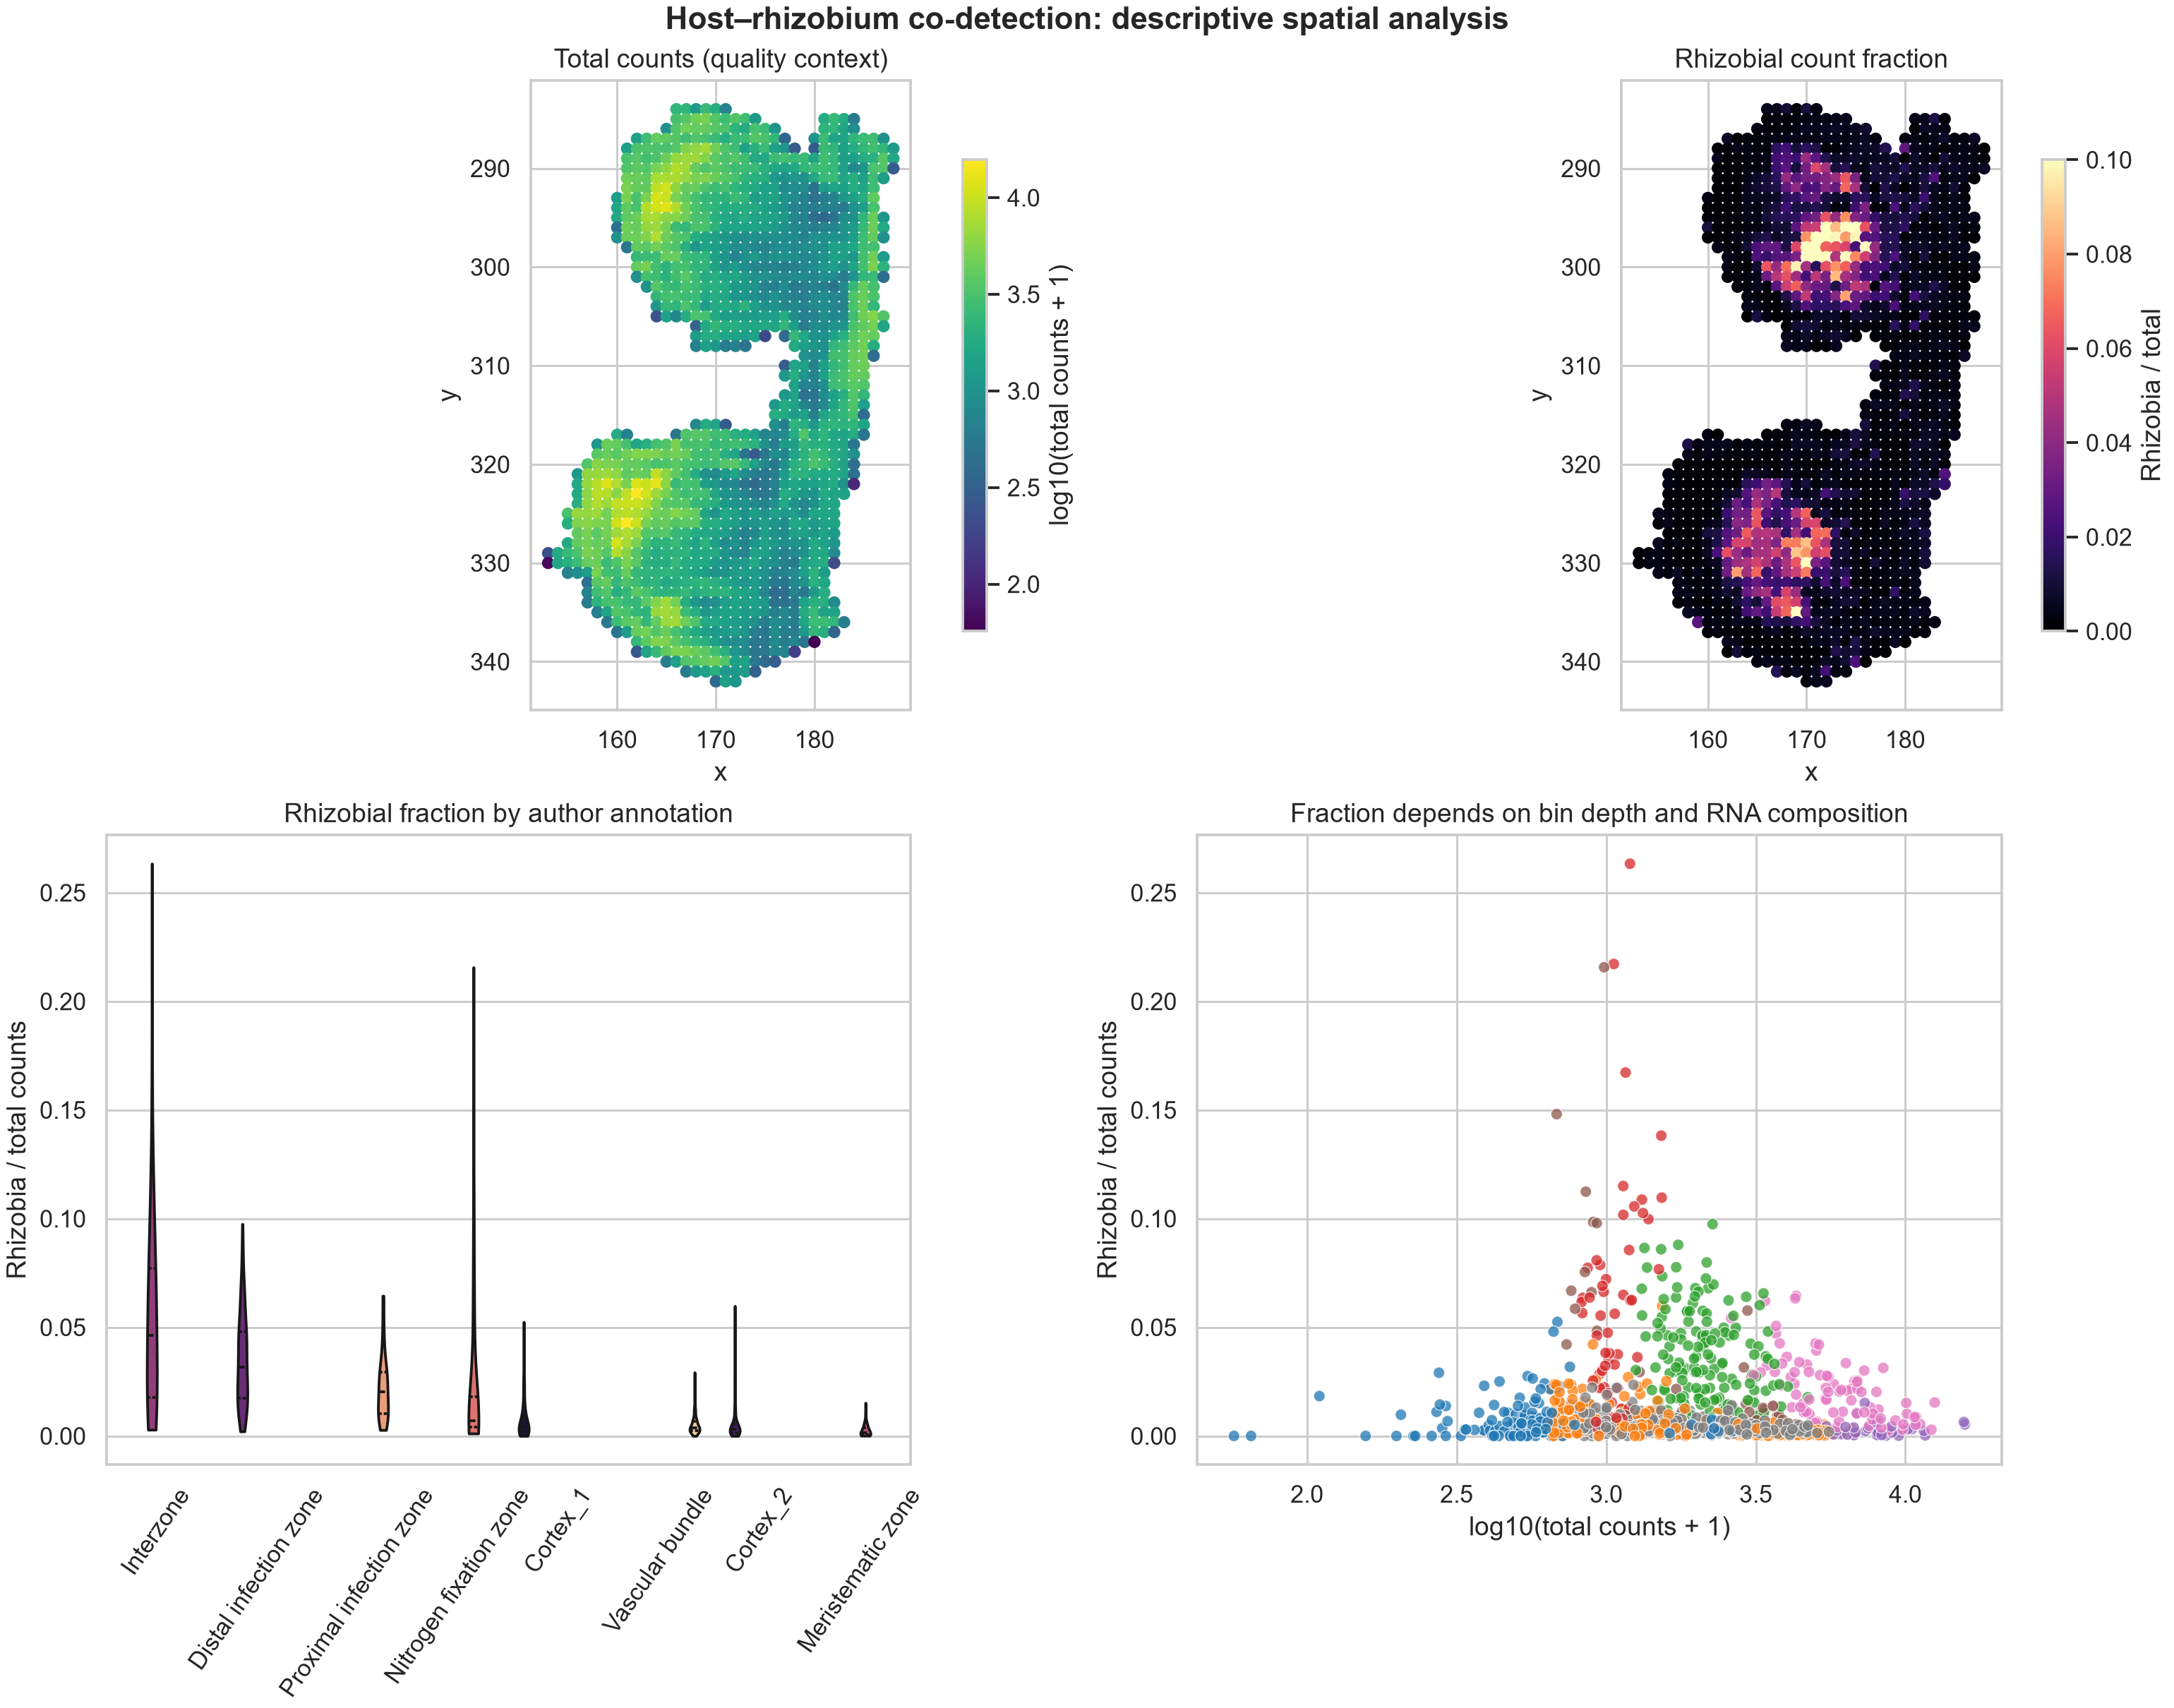 Host–rhizobium co-detection: descriptive spatial analysis
Total counts (quality context)
290
300
310
320
330
340
y
160
170
180
x
4.0
3.5
3.0
2.5
2.0
log10(total counts + 1)
Rhizobial count fraction
290
300
310
320
330
340
y
160
170
180
x
0.10
0.08
0.06
0.04
0.02
0.00
Rhizobia / total
Rhizobial fraction by author annotation
0.25
0.20
0.15
0.10
0.05
0.00
Rhizobia / total counts
Interzone
Distal infection zone
Proximal infection zone
Nitrogen fixation zone
Cortex_1
Vascular bundle
Cortex_2
Meristematic zone
Fraction depends on bin depth and RNA composition
0.25
0.20
0.15
0.10
0.05
0.00
Rhizobia / total counts
2.0
2.5
3.0
3.5
4.0
log10(total counts + 1)